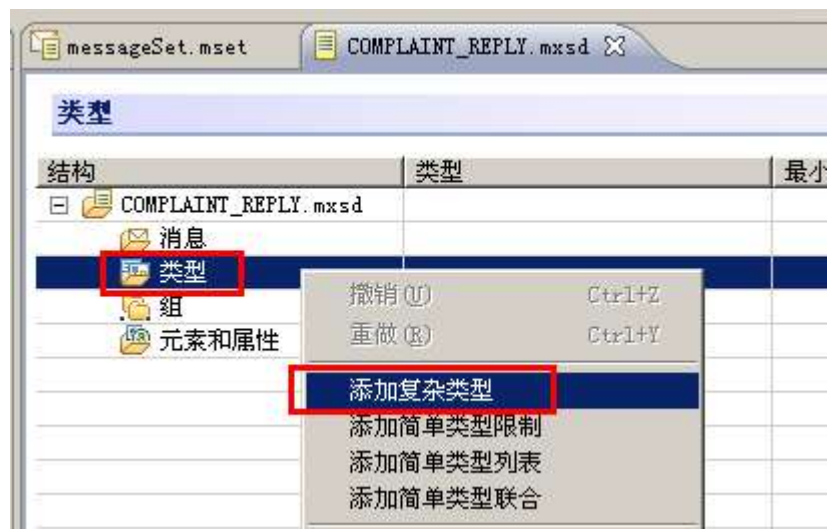 messageSet.mset COMPLAINT_REPLY.mxsd
类型
结构 类型 最小
COMPLAINT_REPLY.mxsd
消息
类型
撤销(U) Ctrl+Z
组
重做(R) Ctrl+Y
元素和属性
添加复杂类型
添加简单类型限制
添加简单类型列表
添加简单类型联合